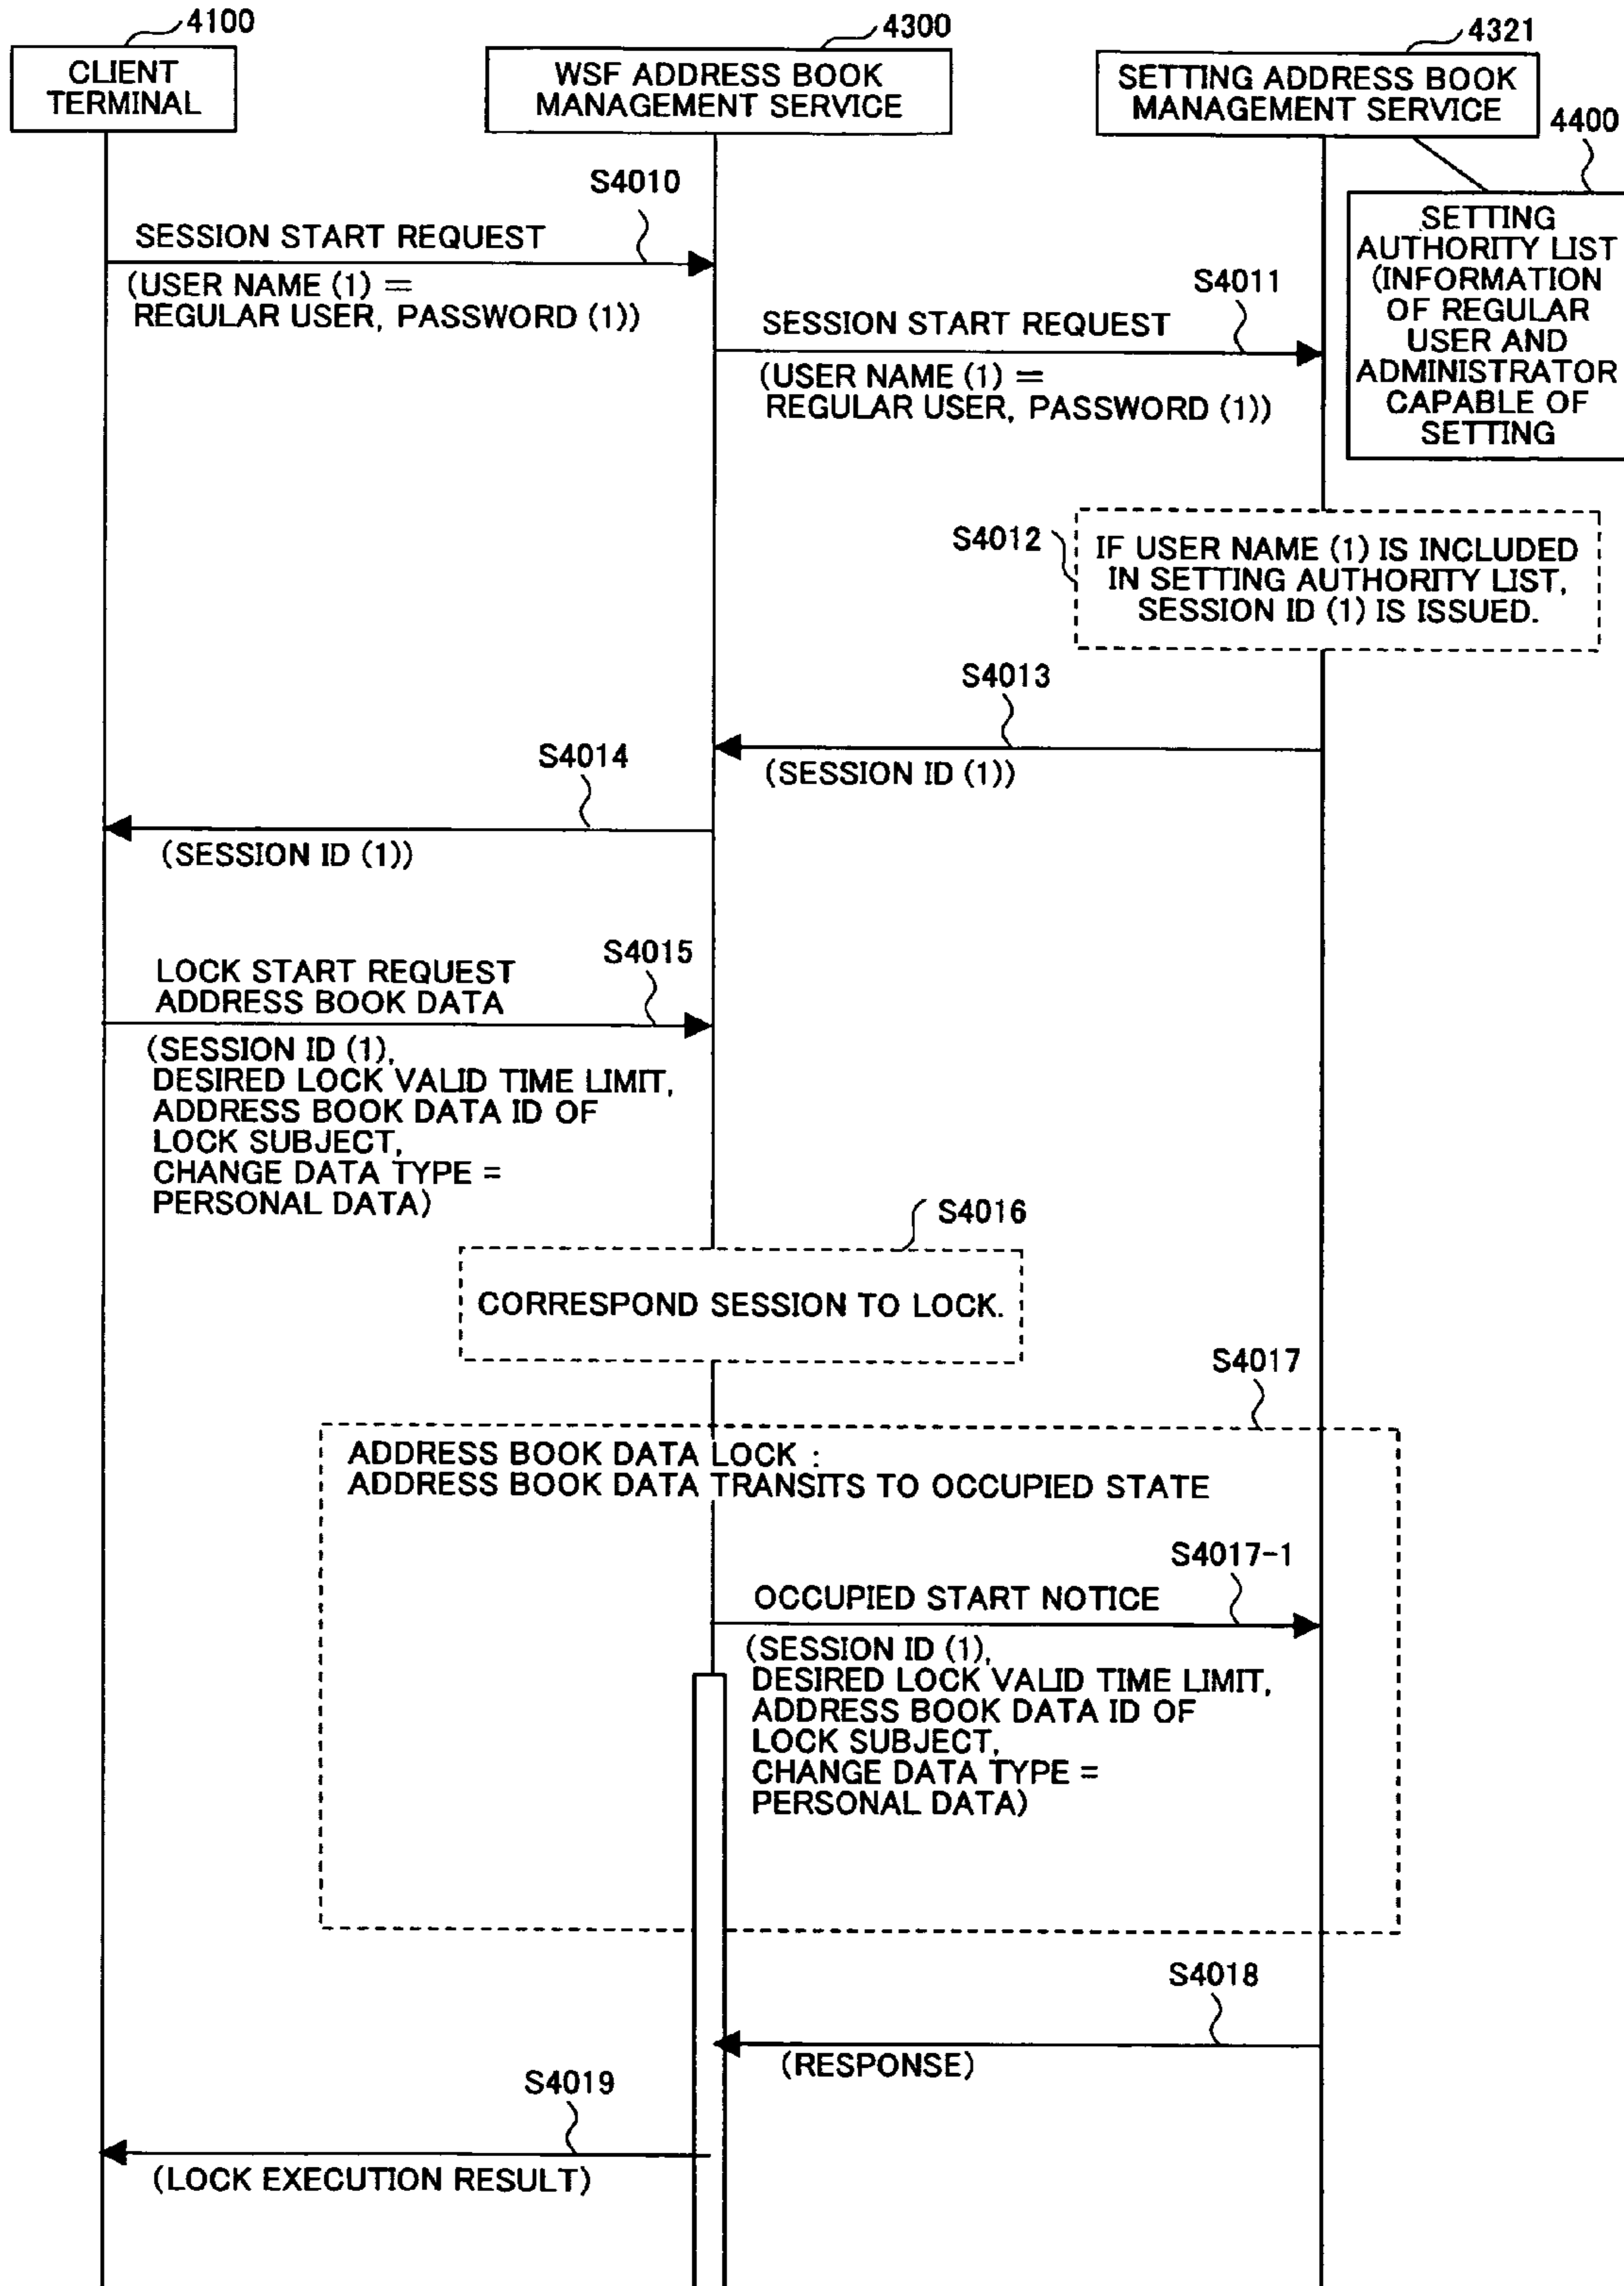 4100
4300
4321
CLIENT
TERMINAL
WSF ADDRESS BOOK
MANAGEMENT SERVICE
SETTING ADDRESS BOOK
MANAGEMENT SERVICE
4400
SETTING
AUTHORITY LIST
(INFORMATION
OF REGULAR
USER AND
ADMINISTRATOR
CAPABLE OF
SETTING
S4010
SESSION START REQUEST
(USER NAME (1) =
REGULAR USER, PASSWORD (1))
S4011
SESSION START REQUEST
(USER NAME (1) =
REGULAR USER, PASSWORD (1))
S4012
IF USER NAME (1) IS INCLUDED
IN SETTING AUTHORITY LIST,
SESSION ID (1) IS ISSUED.
S4013
(SESSION ID (1))
S4014
(SESSION ID (1))
S4015
LOCK START REQUEST
ADDRESS BOOK DATA
(SESSION ID (1),
DESIRED LOCK VALID TIME LIMIT,
ADDRESS BOOK DATA ID OF
LOCK SUBJECT,
CHANGE DATA TYPE =
PERSONAL DATA)
S4016
CORRESPOND SESSION TO LOCK.
S4017
ADDRESS BOOK DATA LOCK :
ADDRESS BOOK DATA TRANSITS TO OCCUPIED STATE
S4017-1
OCCUPIED START NOTICE
(SESSION ID (1),
DESIRED LOCK VALID TIME LIMIT,
ADDRESS BOOK DATA ID OF
LOCK SUBJECT,
CHANGE DATA TYPE =
PERSONAL DATA)
S4018
(RESPONSE)
S4019
(LOCK EXECUTION RESULT)